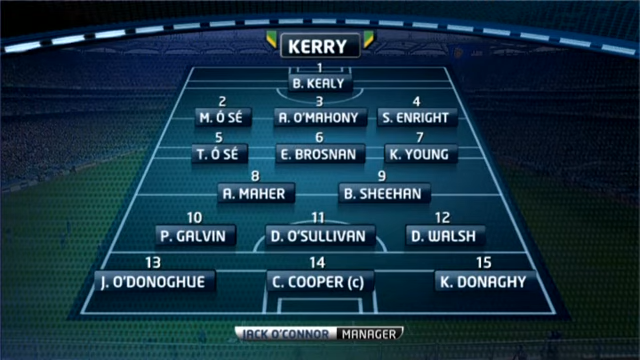 KERRY
1
B. KEALY
2 3 4
M. Ó SÉ A. O'MAHONY S. ENRIGHT
5 6 7
T. Ó SÉ E. BROSNAN K. YOUNG
8 9
A. MAHER B. SHEEHAN
10 11 12
P. GALVIN D. O'SULLIVAN D. WALSH
13 14 15
J. O'DONOGHUE C. COOPER (c) K. DONAGHY
JACK O'CONNOR MANAGER